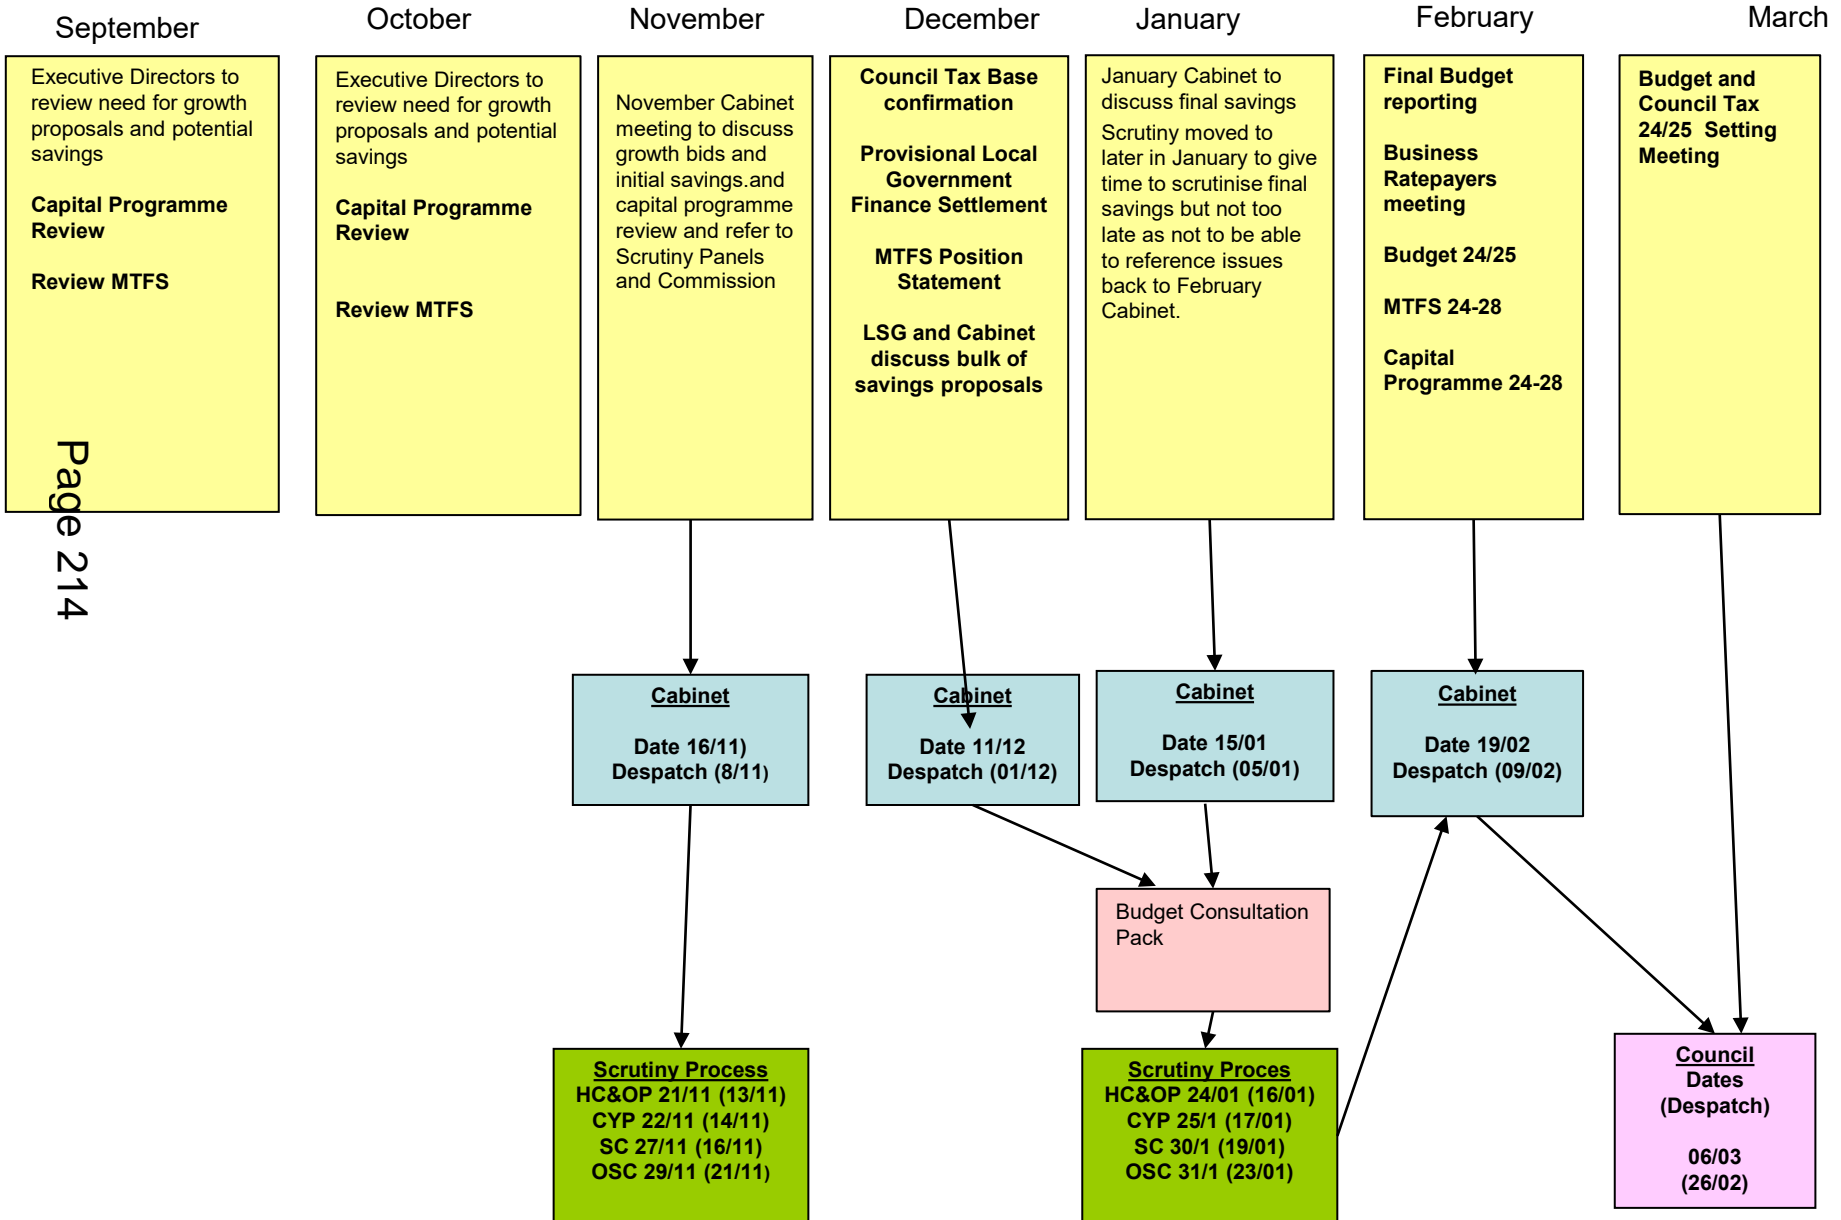 September
October
November
December
January
February
March
Executive Directors to
review need for growth
proposals and potential
savings
Capital Programme
Review
Review MTFS
Executive Directors to
review need for growth
proposals and potential
savings
Capital Programme
Review
Review MTFS
November Cabinet
meeting to discuss
growth bids and
initial savings.and
capital programme
review and refer to
Scrutiny Panels
and Commission
Council Tax Base
confirmation
Provisional Local
Government
Finance Settlement
MTFS Position
Statement
LSG and Cabinet
discuss bulk of
savings proposals
January Cabinet to
discuss final savings
Scrutiny moved to
later in January to give
time to scrutinise final
savings but not too
late as not to be able
to reference issues
back to February
Cabinet.
Final Budget
reporting
Business
Ratepayers
meeting
Budget 24/25
MTFS 24-28
Capital
Programme 24-28
Budget and
Council Tax
24/25 Setting
Meeting
Page 214
Cabinet
Date 16/11)
Despatch (8/11)
Cabinet
Date 11/12
Despatch (01/12)
Cabinet
Date 15/01
Despatch (05/01)
Cabinet
Date 19/02
Despatch (09/02)
Budget Consultation
Pack
Scrutiny Process
HC&OP 21/11 (13/11)
CYP 22/11 (14/11)
SC 27/11 (16/11)
OSC 29/11 (21/11)
Scrutiny Proces
HC&OP 24/01 (16/01)
CYP 25/1 (17/01)
SC 30/1 (19/01)
OSC 31/1 (23/01)
Council
Dates
(Despatch)
06/03
(26/02)